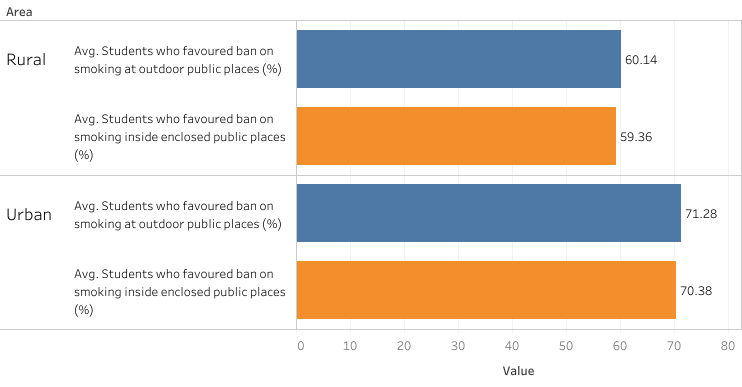 Area
Rural
Avg. Students who favoured ban on
smoking at outdoor public places (%)
60.14
Avg. Students who favoured ban on
smoking inside enclosed public places
(%)
59.36
Urban
Avg. Students who favoured ban on
smoking at outdoor public places (%)
71.28
Avg. Students who favoured ban on
smoking inside enclosed public places
(%)
70.38
0 10 20 30 40 50 60 70 80
Value